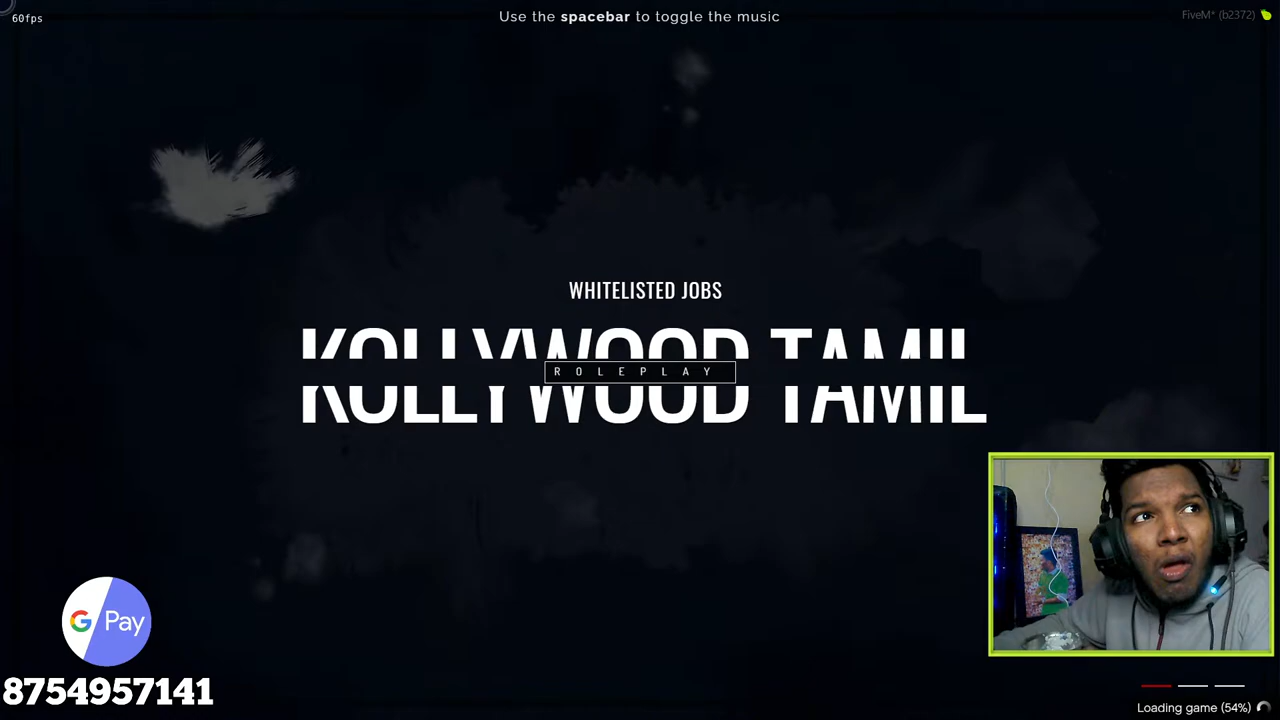 60fps
Use the spacebar to toggle the music
FiveM* (b2372)
WHITELISTED JOBS
KOLLYWOOD TAMIL
ROLEPLAY
G Pay
8754957141
Loading game (54%)